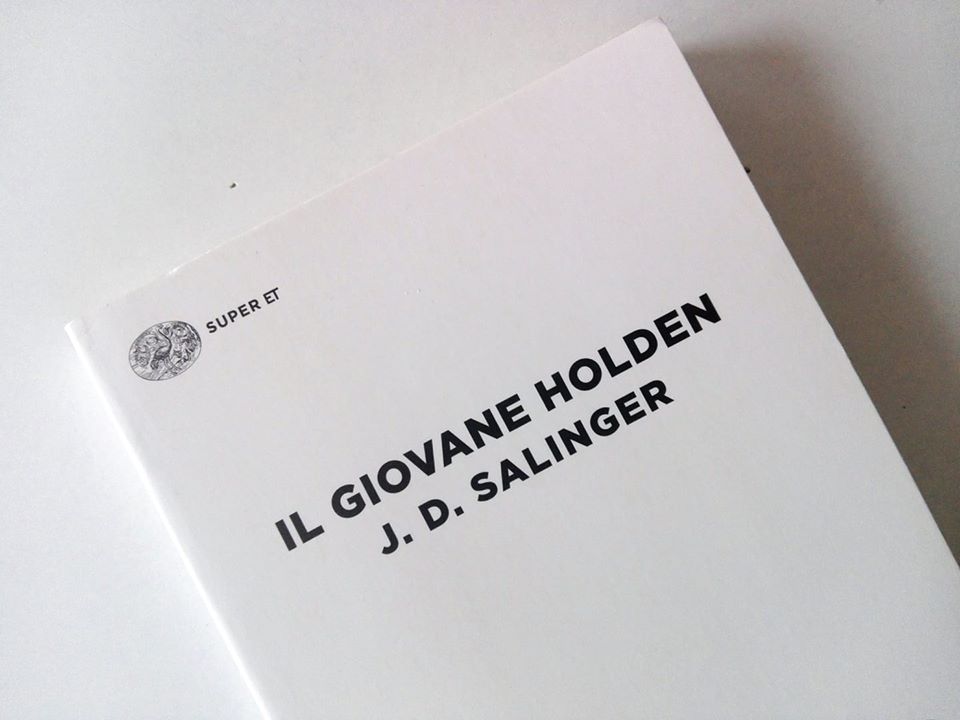 SUPER ET
IL GIOVANE HOLDEN
J. D. SALINGER